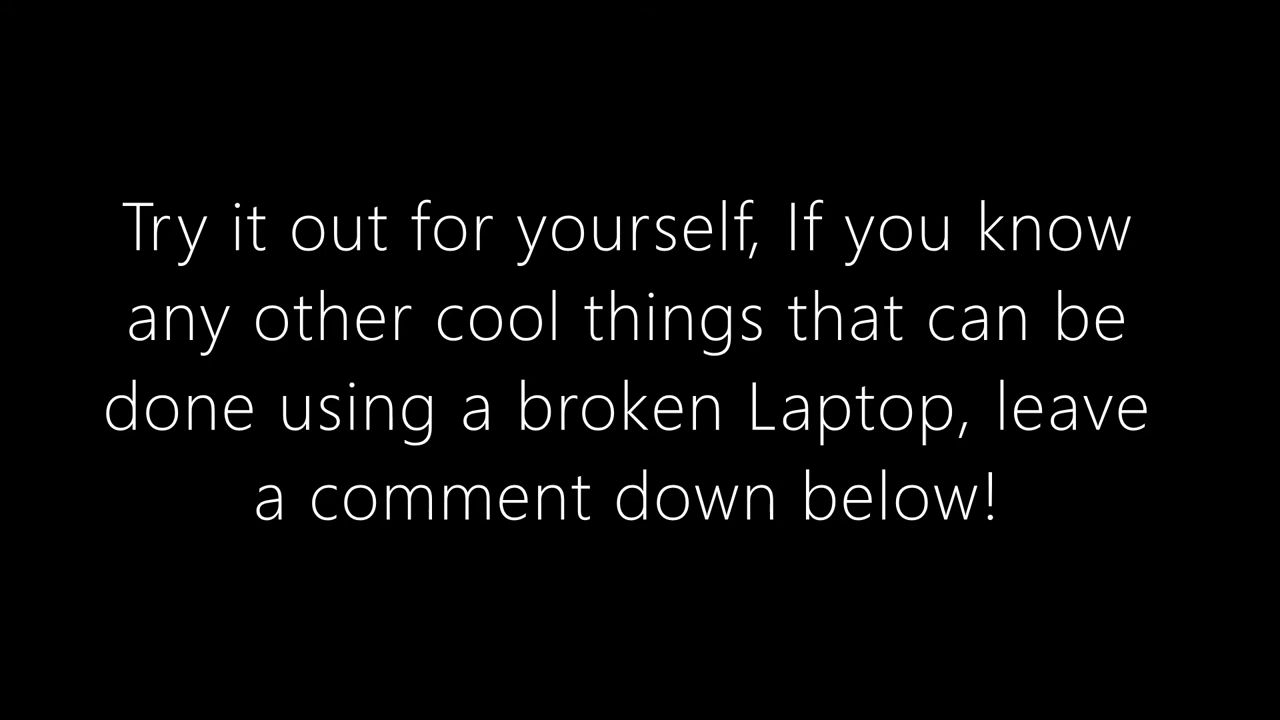 Try it out for yourself, If you know
any other cool things that can be
done using a broken Laptop, leave
a comment down below!